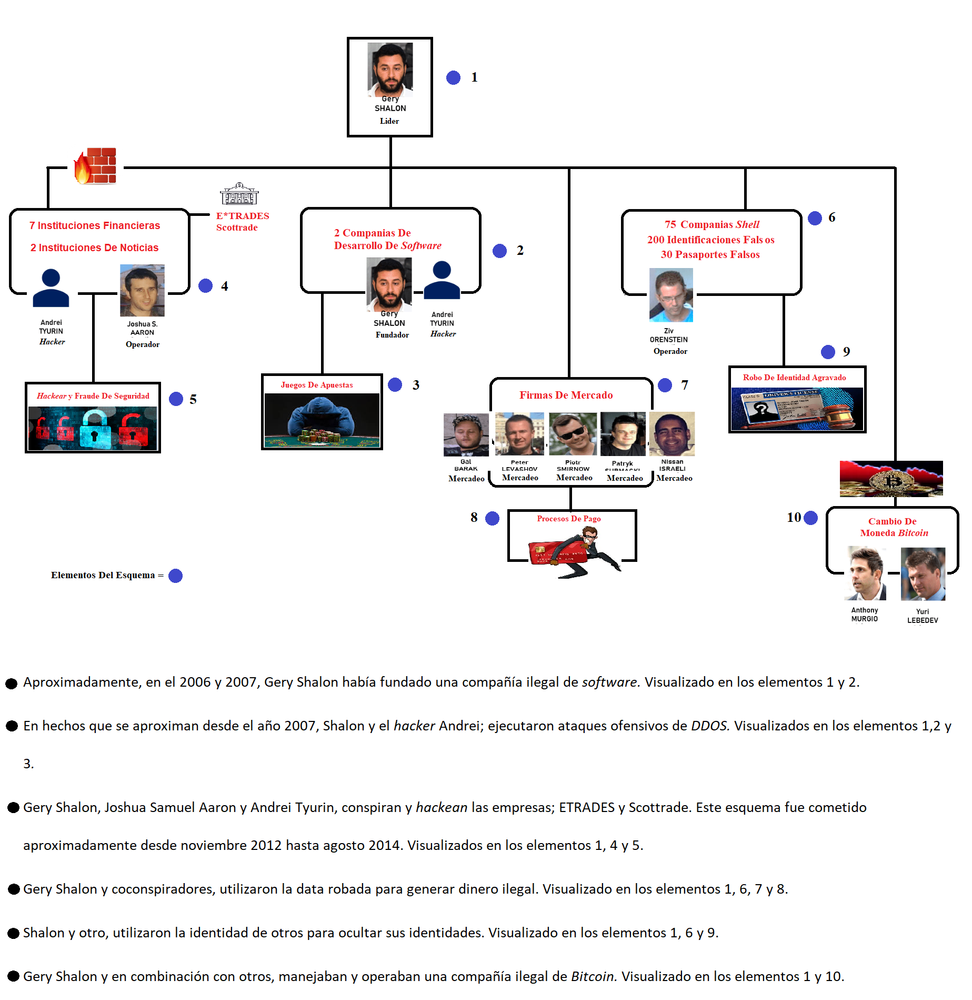 1
Gery
SHALON
Lider
E*TRADES
Scottrade
7 Instituciones Financieras
2 Instituciones De Noticias
4
Andrei
TYURIN
Hacker
Joshua S.
AARON
Operador
2 Companias De
Desarrollo De Software
2
Gery
SHALON
Fundador
Andrei
TYURIN
Hacker
6
75 Companias Shell
200 Identificaciones Falsos
30 Pasaportes Falsos
Ziv
ORENSTEIN
Operador
9
Robo De Identidad Agravado
DRIVER'S LICENSE
Hackear y Fraude De Seguridad
5
Juegos De Apuestas
3
Firmas De Mercado
7
Gal
BARAK
Mercadeo
Peter
LEVASHOV
Mercadeo
Piotr
SMIRNOW
Mercadeo
Patryk
Mercadeo
Nissan
ISRAELI
Mercadeo
8
Procesos De Pago
10
Cambio De
Moneda Bitcoin
Anthony
MURGIO
Yuri
LEBEDEV
Elementos Del Esquema =
Aproximadamente, en el 2006 y 2007, Gery Shalon había fundado una compañía ilegal de software. Visualizado en los elementos 1 y 2.
En hechos que se aproximan desde el año 2007, Shalon y el hacker Andrei; ejecutaron ataques ofensivos de DDOS. Visualizados en los elementos 1,2 y
3.
Gery Shalon, Joshua Samuel Aaron y Andrei Tyurin, conspiran y hackean las empresas; ETRADES y Scottrade. Este esquema fue cometido
aproximadamente desde noviembre 2012 hasta agosto 2014. Visualizados en los elementos 1, 4 y 5.
Gery Shalon y coconspiradores, utilizaron la data robada para generar dinero ilegal. Visualizado en los elementos 1, 6, 7 y 8.
Shalon y otro, utilizaron la identidad de otros para ocultar sus identidades. Visualizado en los elementos 1, 6 y 9.
Gery Shalon y en combinación con otros, manejaban y operaban una compañía ilegal de Bitcoin. Visualizado en los elementos 1 y 10.